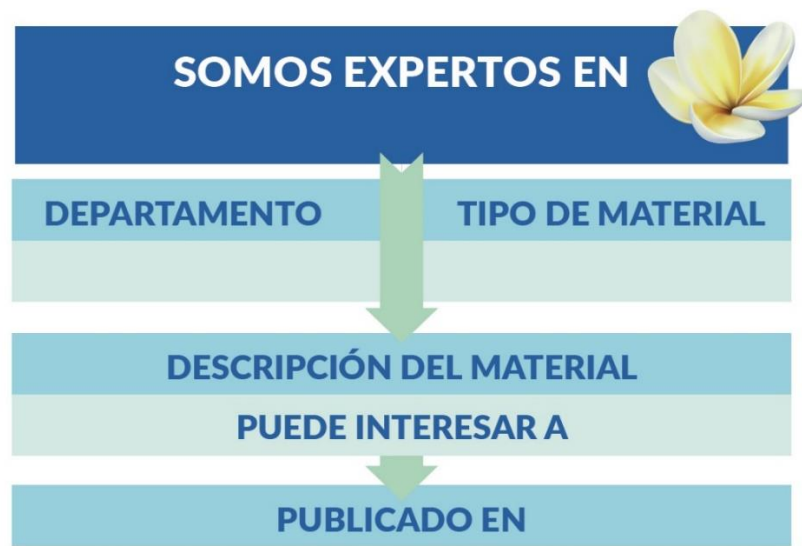 SOMOS EXPERTOS EN
DEPARTAMENTO
TIPO DE MATERIAL
DESCRIPCIÓN DEL MATERIAL
PUEDE INTERESAR A
PUBLICADO EN